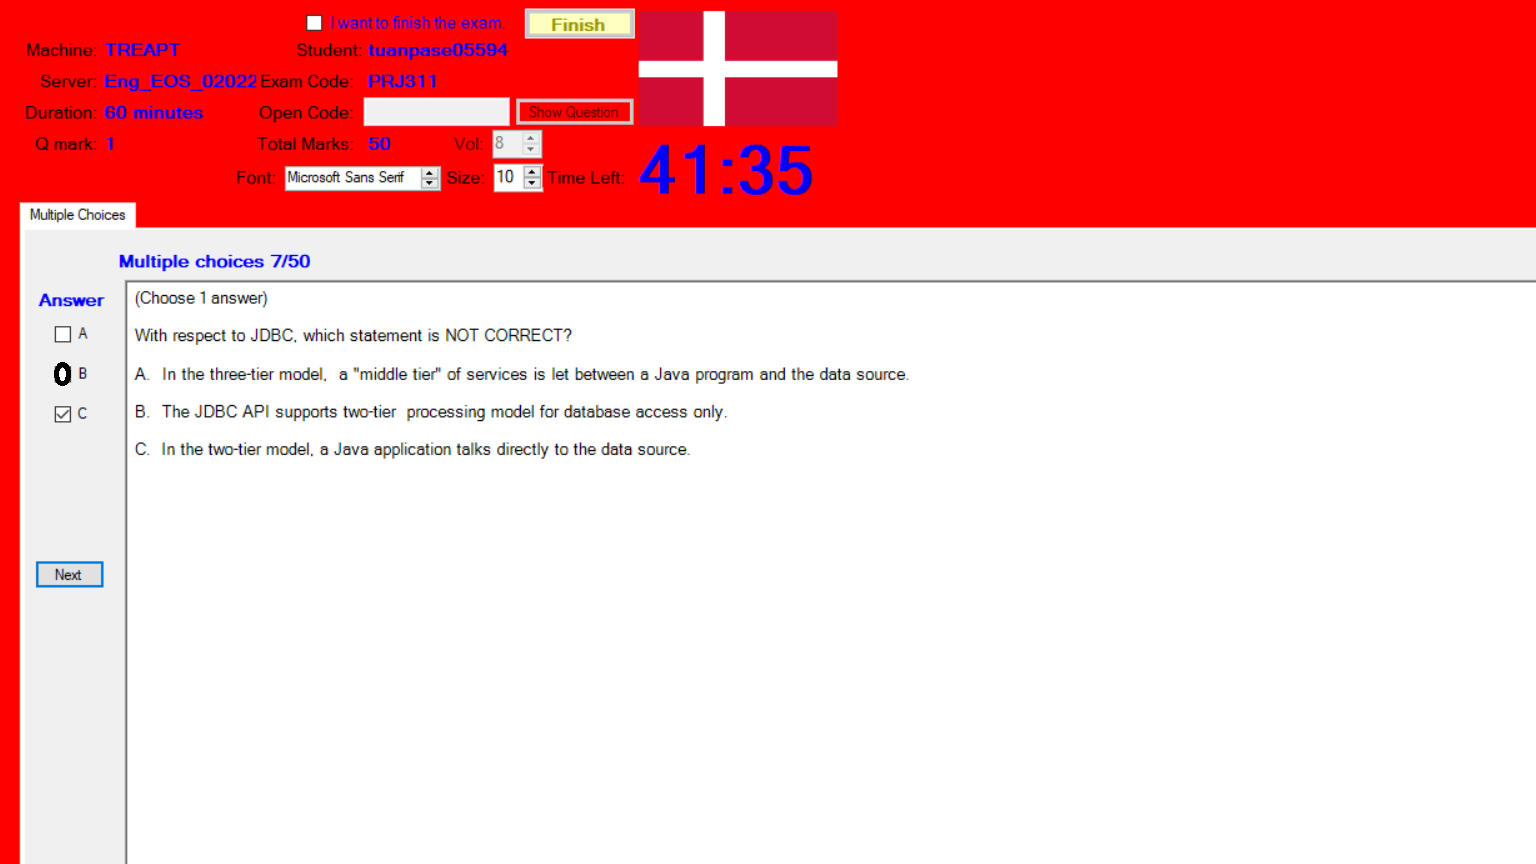 I want to finish the exam.
Finish
Machine: TREAPT
Student: tuanpase05594
Server: Eng_EOS_02022
Exam Code: PRJ311
Duration: 60 minutes
Open Code:
Show Question
Q mark: 1
Total Marks: 50
Vol: 8
Font: Microsoft Sans Serif
Size: 10
Time Left: 41:35
Multiple Choices
Multiple choices 7/50
Answer
A
B
C
Next
(Choose 1 answer)
With respect to JDBC, which statement is NOT CORRECT?
A. In the three-tier model, a "middle tier" of services is let between a Java program and the data source.
B. The JDBC API supports two-tier processing model for database access only.
C. In the two-tier model, a Java application talks directly to the data source.